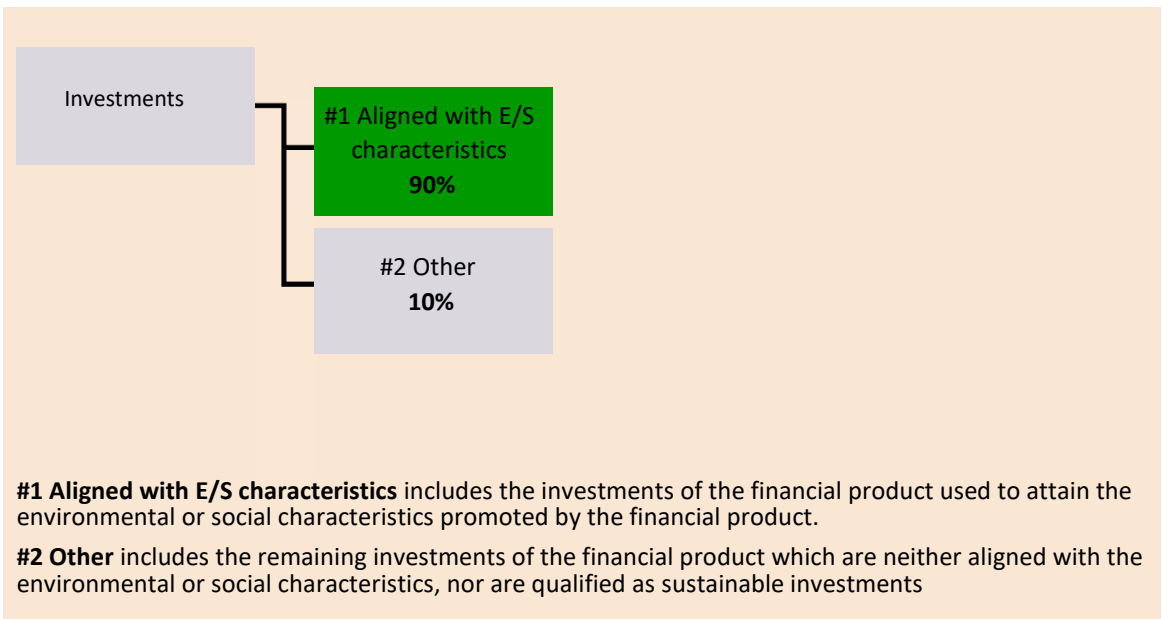 Investments
#1 Aligned with E/S
characteristics
90%
#2 Other
10%
#1 Aligned with E/S characteristics includes the investments of the financial product used to attain the
environmental or social characteristics promoted by the financial product.
#2 Other includes the remaining investments of the financial product which are neither aligned with the
environmental or social characteristics, nor are qualified as sustainable investments